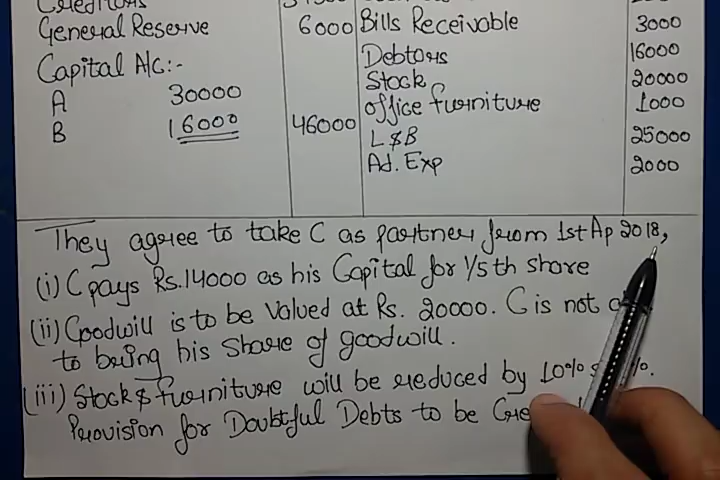 Creditors
General Reserve 6000 Bills Receivable 3000
Capital A/c:- Debtors 16000
A 30000 Stock 20000
B 16000 46000 Office Furniture 1000
L & B 25000
Ad. Exp 2000
They agree to take C as partner from 1st Ap 2018,
(i) C pays Rs. 14000 as his Capital for 1/5th Share
(ii) Goodwill is to be Valued at Rs. 20000. C is not
to bring his Share of goodwill.
(iii) Stock & furniture will be reduced by 10%
Provision for Doubtful Debts to be